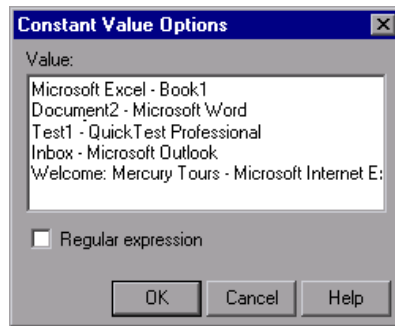 Constant Value Options
Value:
Microsoft Excel - Book1
Document2 - Microsoft Word
Test1 - QuickTest Professional
Inbox - Microsoft Outlook
Welcome: Mercury Tours - Microsoft Internet E:
Regular expression
OK Cancel Help